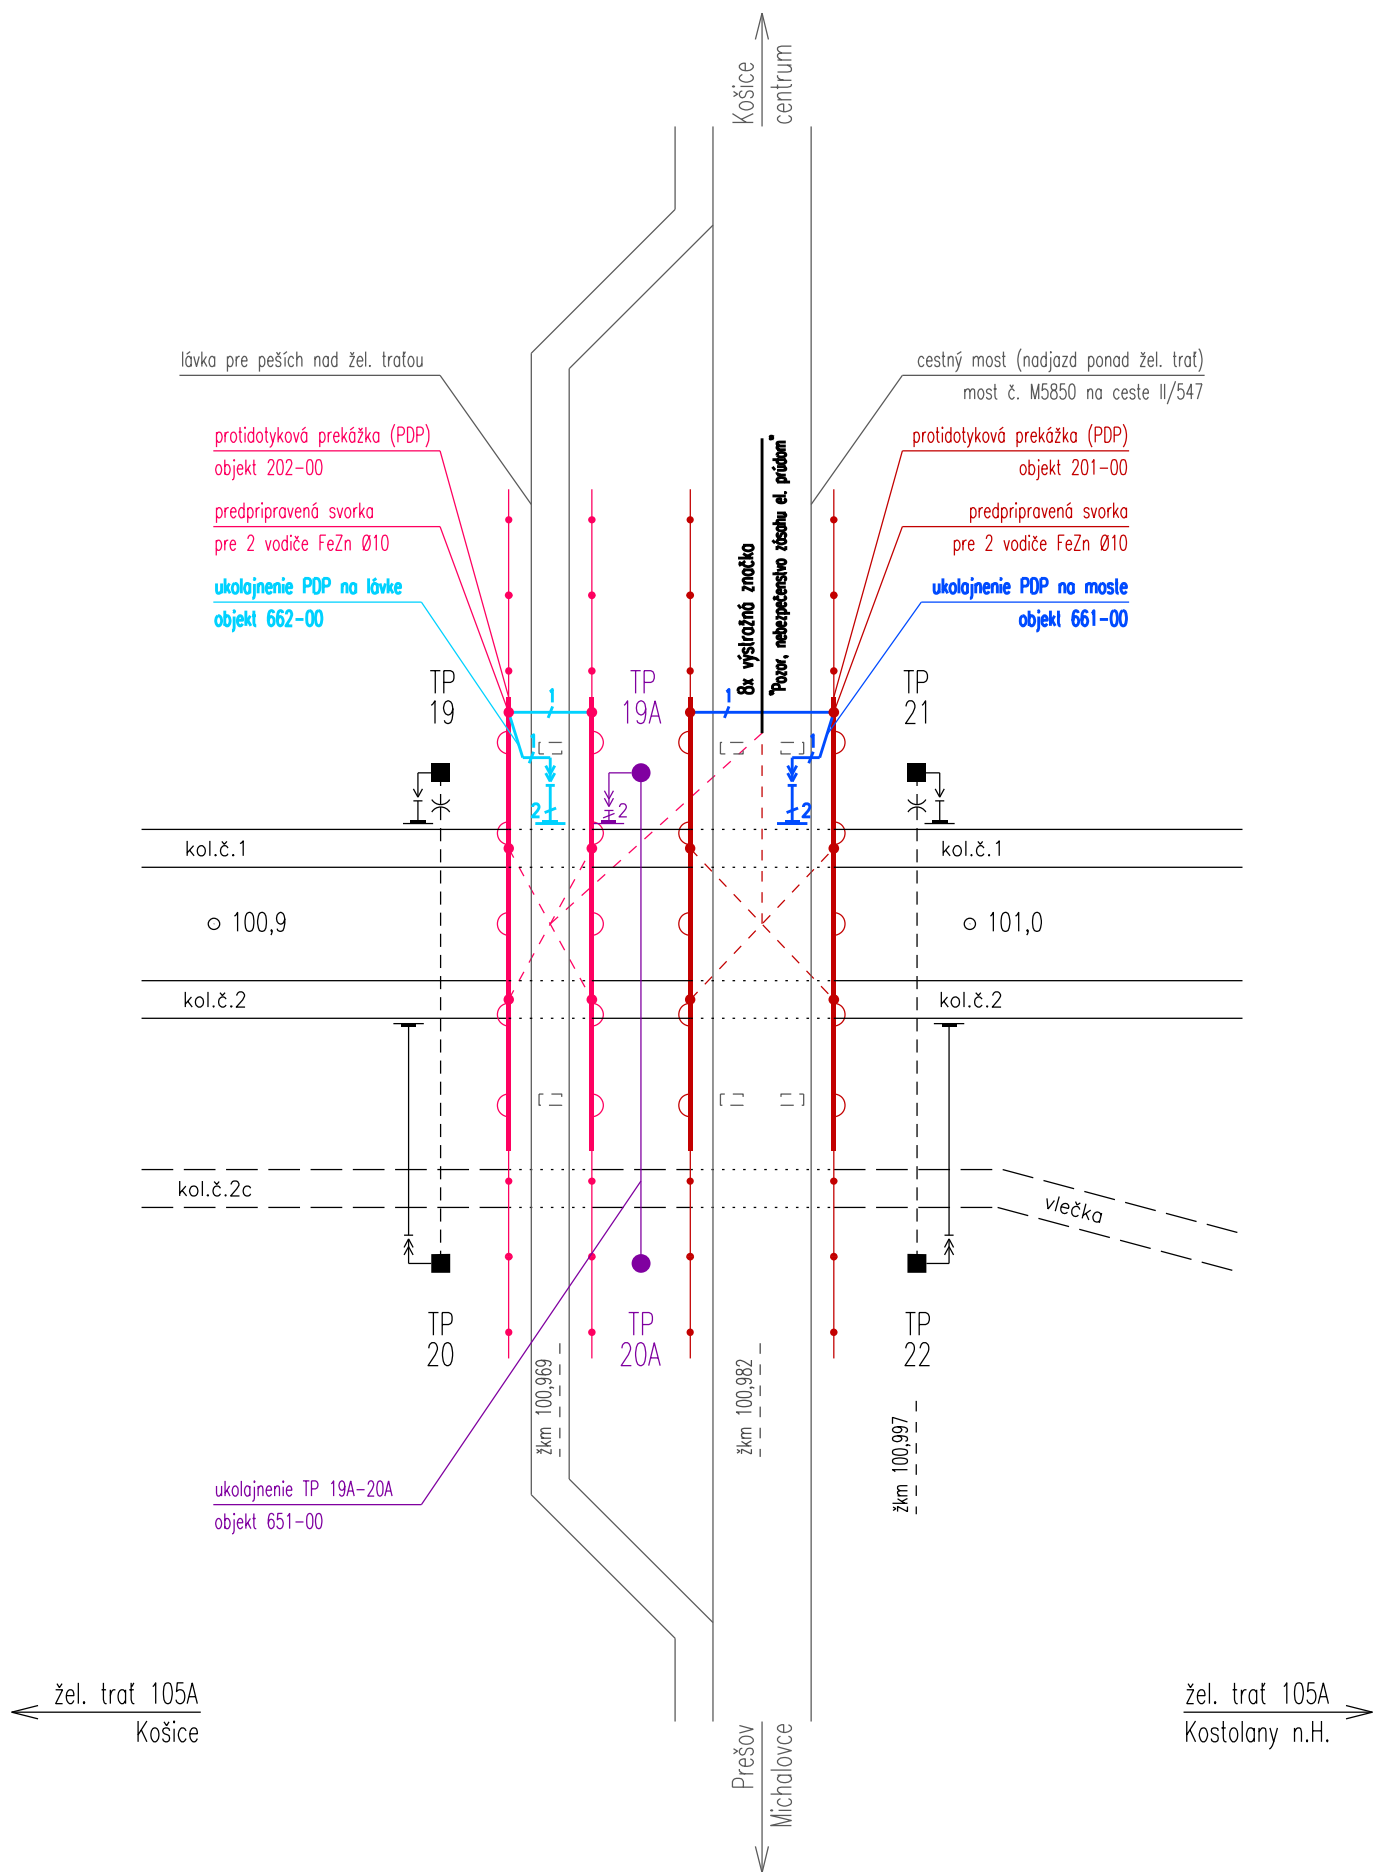 Košice
centrum
lávka pre peších nad žel. traťou
cestný most (nadjazd ponad žel. trať)
most č. M5850 na ceste II/547
protidotyková prekážka (PDP)
objekt 202-00
protidotyková prekážka (PDP)
objekt 201-00
predpripravená svorka
pre 2 vodiče FeZn Ø10
predpripravená svorka
pre 2 vodiče FeZn Ø10
ukolajnenie PDP na lávke
objekt 662-00
ukolajnenie PDP na moste
objekt 661-00
8x výstražná značka
"Pozor, nebezpečenstvo zásahu el. prúdom"
TP
19
TP
19A
TP
21
1
1
1
1
2
2
2
kol.č.1
kol.č.1
100,9
101,0
kol.č.2
kol.č.2
kol.č.2c
vlečka
TP
20
TP
20A
TP
22
žkm 100,969
žkm 100,982
žkm 100,997
ukolajnenie TP 19A-20A
objekt 651-00
žel. trať 105A
Košice
žel. trať 105A
Kostolany n.H.
Prešov
Michalovce